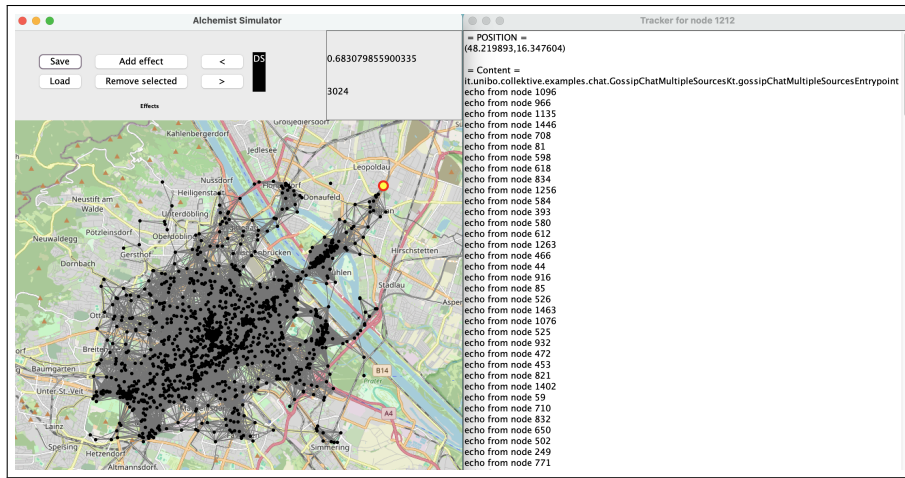 Alchemist Simulator
Save
Add effect
<
DS
Load
Remove selected
>
Effects
0.683079855900335
3024
Kahlenbergerdorf
Großjedlersdorf
Jedlesee
Leopoldau
Nussdorf
Heiligenstadt
Donaufeld
Neustift am
Walde
Unterdöbling
Pötzleinsdorf
Oberdöbling
Neuwaldegg
Gersthof
Hirschstetten
Dornbach
Stadlau
Asper
Breiten
Baumgarten
B14
Unter St. Veit
Prater
A4
Lainz
Speising
Simmering
Hetzendorf
Altmannsdorf
Tracker for node 1212
= POSITION =
(48.219893,16.347604)
= Content =
it.unibo.collektive.examples.chat.GossipChatMultipleSourcesKt.gossipChatMultipleSourcesEntrypoint
echo from node 1096
echo from node 966
echo from node 1135
echo from node 1446
echo from node 708
echo from node 81
echo from node 598
echo from node 618
echo from node 834
echo from node 1256
echo from node 584
echo from node 393
echo from node 580
echo from node 612
echo from node 1263
echo from node 466
echo from node 44
echo from node 916
echo from node 85
echo from node 526
echo from node 1463
echo from node 1076
echo from node 525
echo from node 932
echo from node 472
echo from node 453
echo from node 821
echo from node 1402
echo from node 59
echo from node 710
echo from node 832
echo from node 650
echo from node 502
echo from node 249
echo from node 771